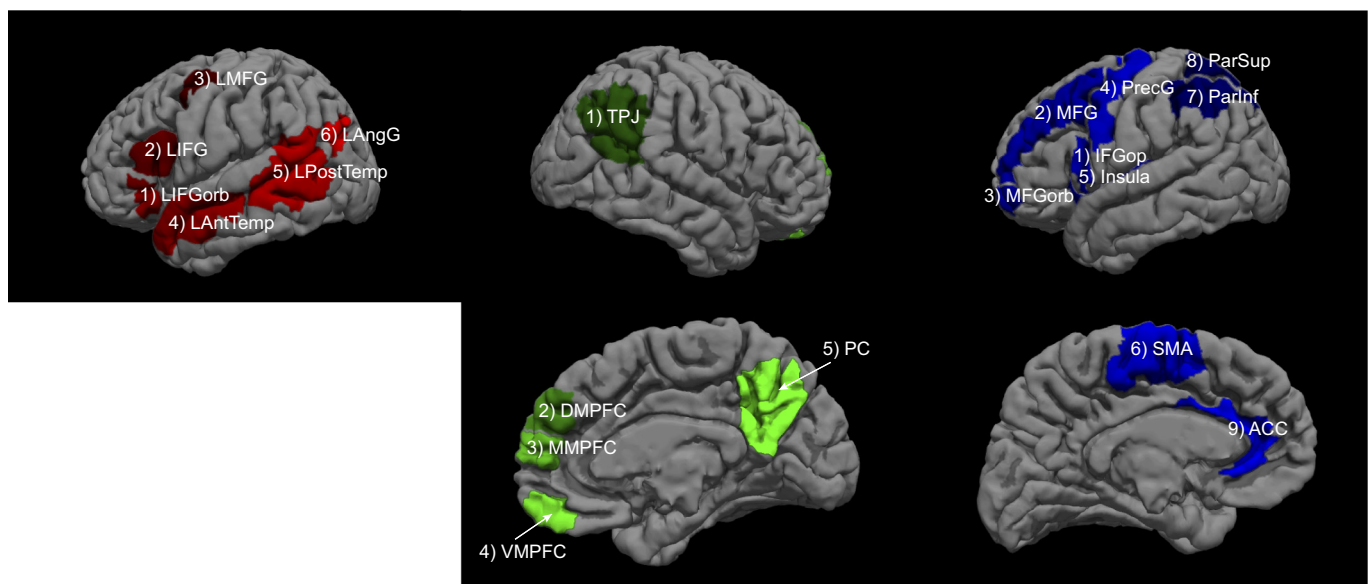 3) LMFG
6) LAngG
2) LIFG
5) LPostTemp
1) LIFGorb
4) LAntTemp
1) TPJ
8) ParSup
4) PrecG
7) ParInf
2) MFG
1) IFGop
5) Insula
3) MFGorb
5) PC
2) DMPFC
3) MMPFC
4) VMPFC
6) SMA
9) ACC